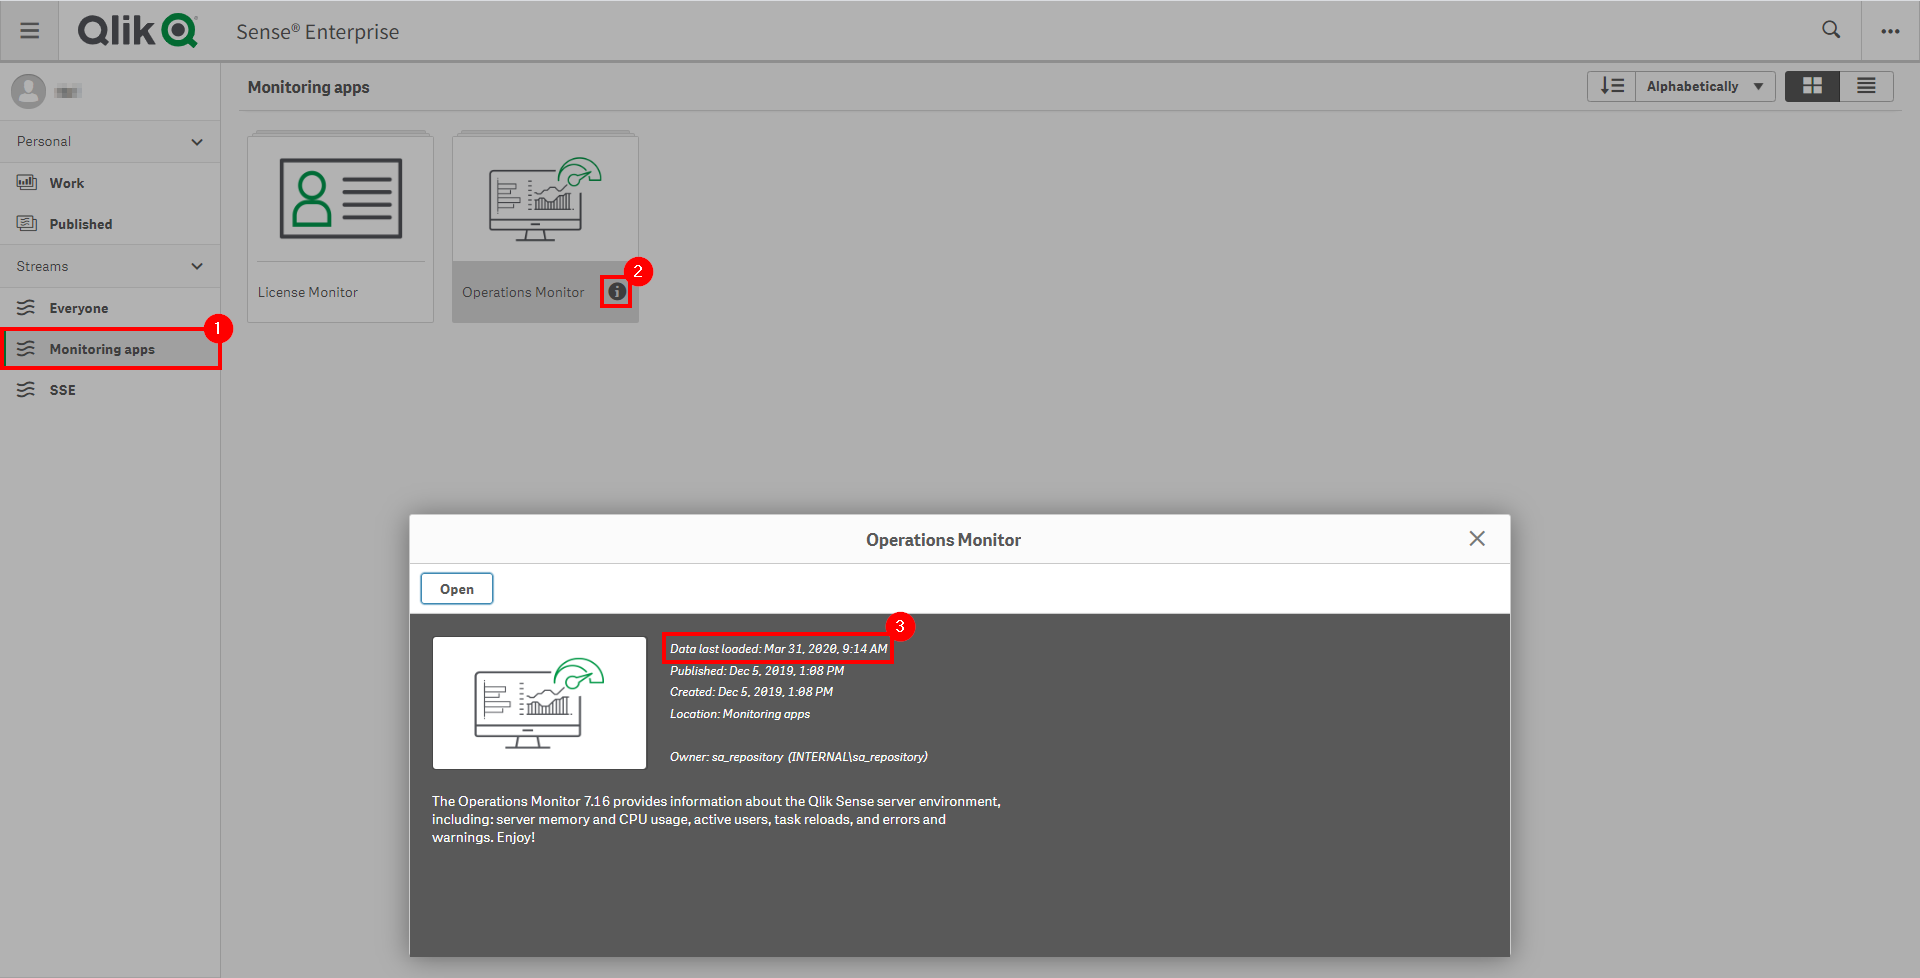 Qlik
Sense® Enterprise
Monitoring apps
Alphabetically
Personal
Work
Published
Streams
Everyone
1
Monitoring apps
SSE
License Monitor
Operations Monitor
2
Operations Monitor
Open
3
Data last loaded: Mar 31, 2020, 9:14 AM
Published: Dec 5, 2019, 1:08 PM
Created: Dec 5, 2019, 1:08 PM
Location: Monitoring apps
Owner: sa_repository (INTERNAL\sa_repository)
The Operations Monitor 7.16 provides information about the Qlik Sense server environment,
including: server memory and CPU usage, active users, task reloads, and errors and
warnings. Enjoy!